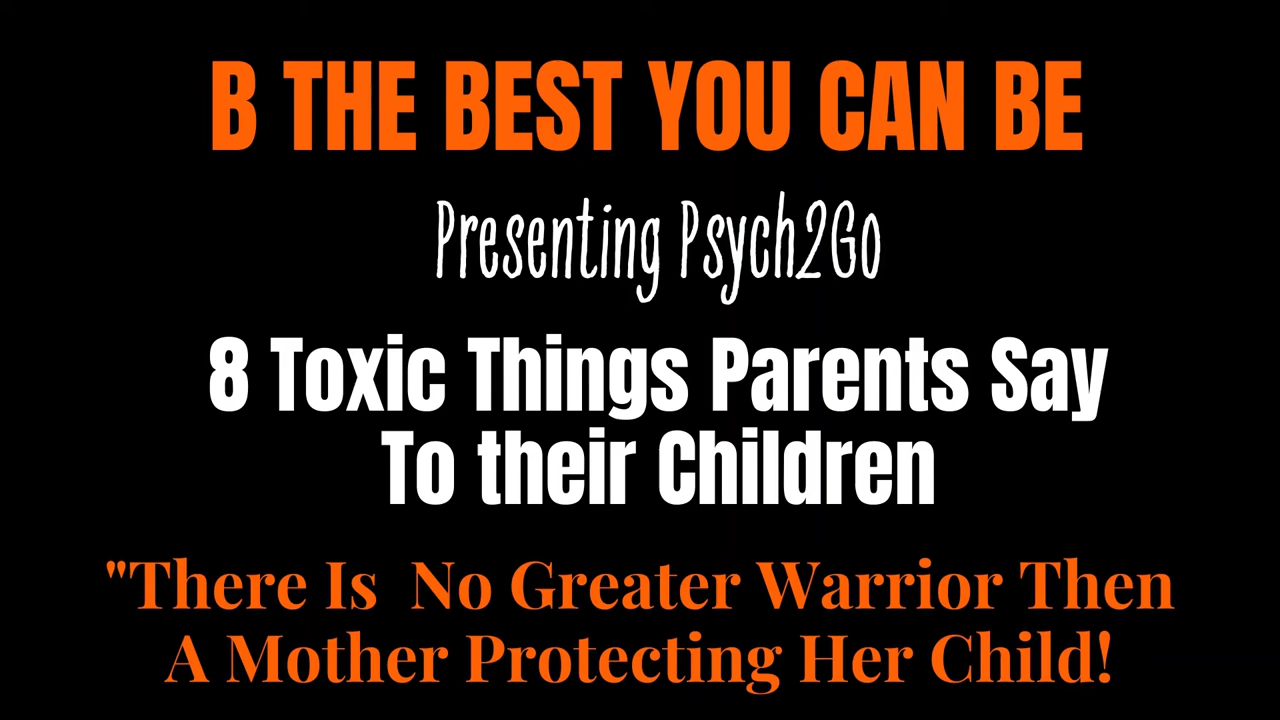 B THE BEST YOU CAN BE
Presenting Psych2Go
8 Toxic Things Parents Say
To their Children
"There Is No Greater Warrior Then
A Mother Protecting Her Child!